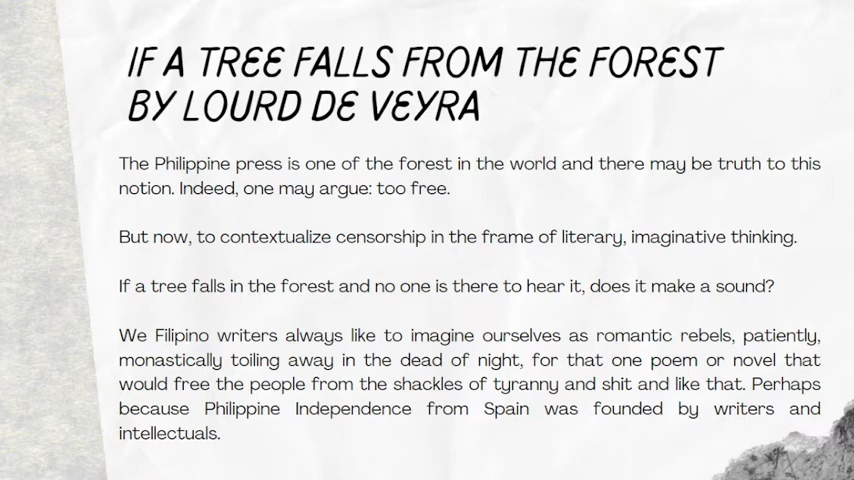 IF A TREE FALLS FROM THE FOREST
BY LOURD DE VEYRA
The Philippine press is one of the forest in the world and there may be truth to this
notion. Indeed, one may argue: too free.
But now, to contextualize censorship in the frame of literary, imaginative thinking.
If a tree falls in the forest and no one is there to hear it, does it make a sound?
We Filipino writers always like to imagine ourselves as romantic rebels, patiently,
monastically toiling away in the dead of night, for that one poem or novel that
would free the people from the shackles of tyranny and shit and like that. Perhaps
because Philippine Independence from Spain was founded by writers and
intellectuals.